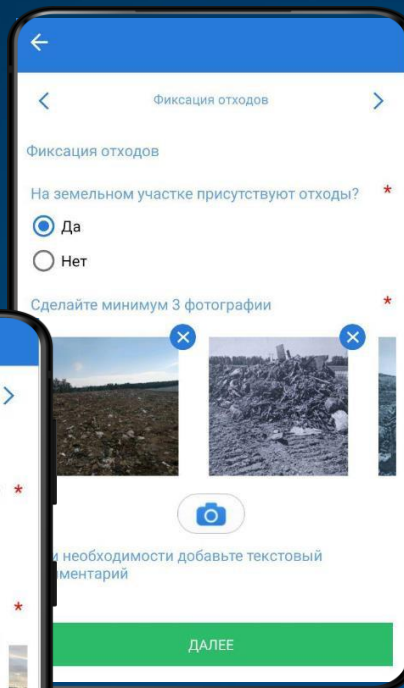 Фиксация отходов
Фиксация отходов
На земельном участке присутствуют отходы? *
Да
Нет
Сделайте минимум 3 фотографии *
необходимости добавьте текстовый
ДАЛЕЕ
*
*